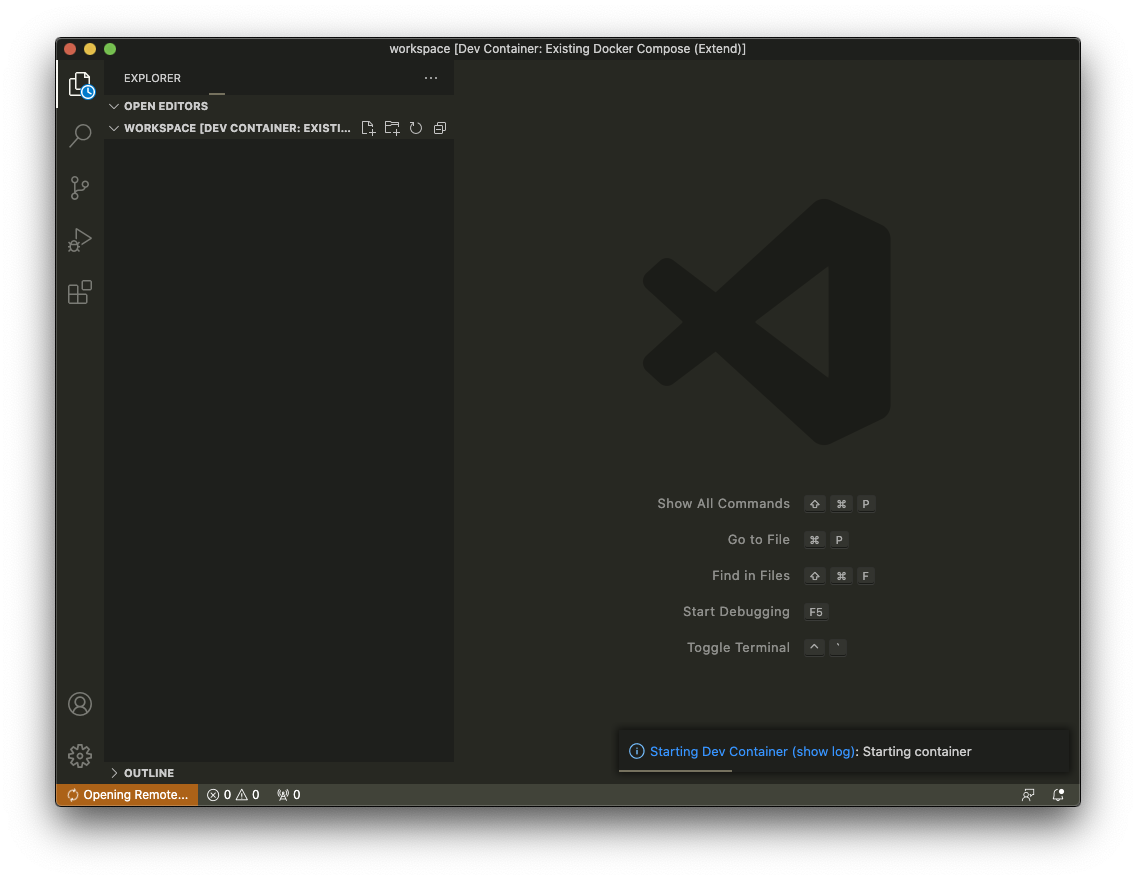 workspace [Dev Container: Existing Docker Compose (Extend)]
EXPLORER
OPEN EDITORS
WORKSPACE [DEV CONTAINER: EXISTI...
Show All Commands ⇧ ⌘ P
Go to File ⌘ P
Find in Files ⇧ ⌘ F
Start Debugging F5
Toggle Terminal ^ `
Starting Dev Container (show log): Starting container
OUTLINE
Opening Remote... 0 0 0